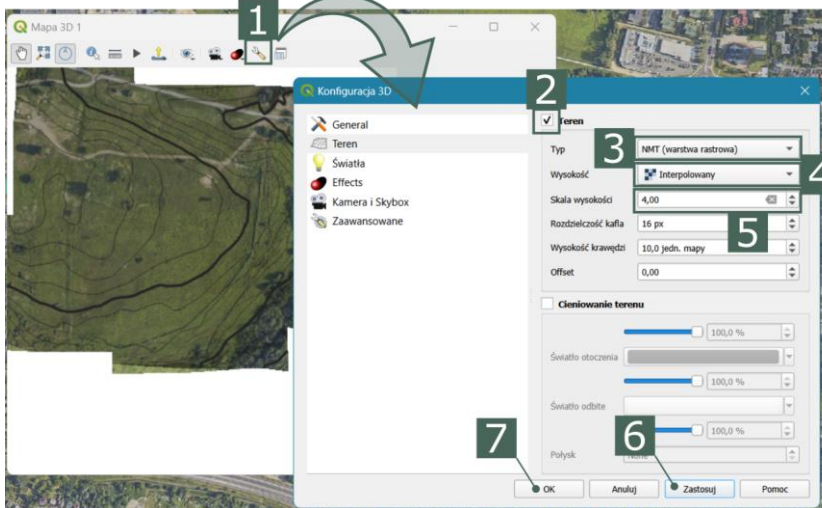 1
Mapa 3D 1
Konfiguracja 3D
2
General
Teren
Światła
Effects
Kamera i Skybox
Zaawansowane
Teren
Typ
3
NMT (warstwa rastrowa)
Wysokość
Interpolowany
4
Skala wysokości
4,00
Rozdzielczość kafla
16 px
5
Wysokość krawędzi
10,0 jedn. mapy
Offset
0,00
Cieniowanie terenu
100,0 %
Światło otoczenia
100,0 %
Światło odbite
100,0 %
Połysk
None
7
6
OK
Anuluj
Zastosuj
Pomoc